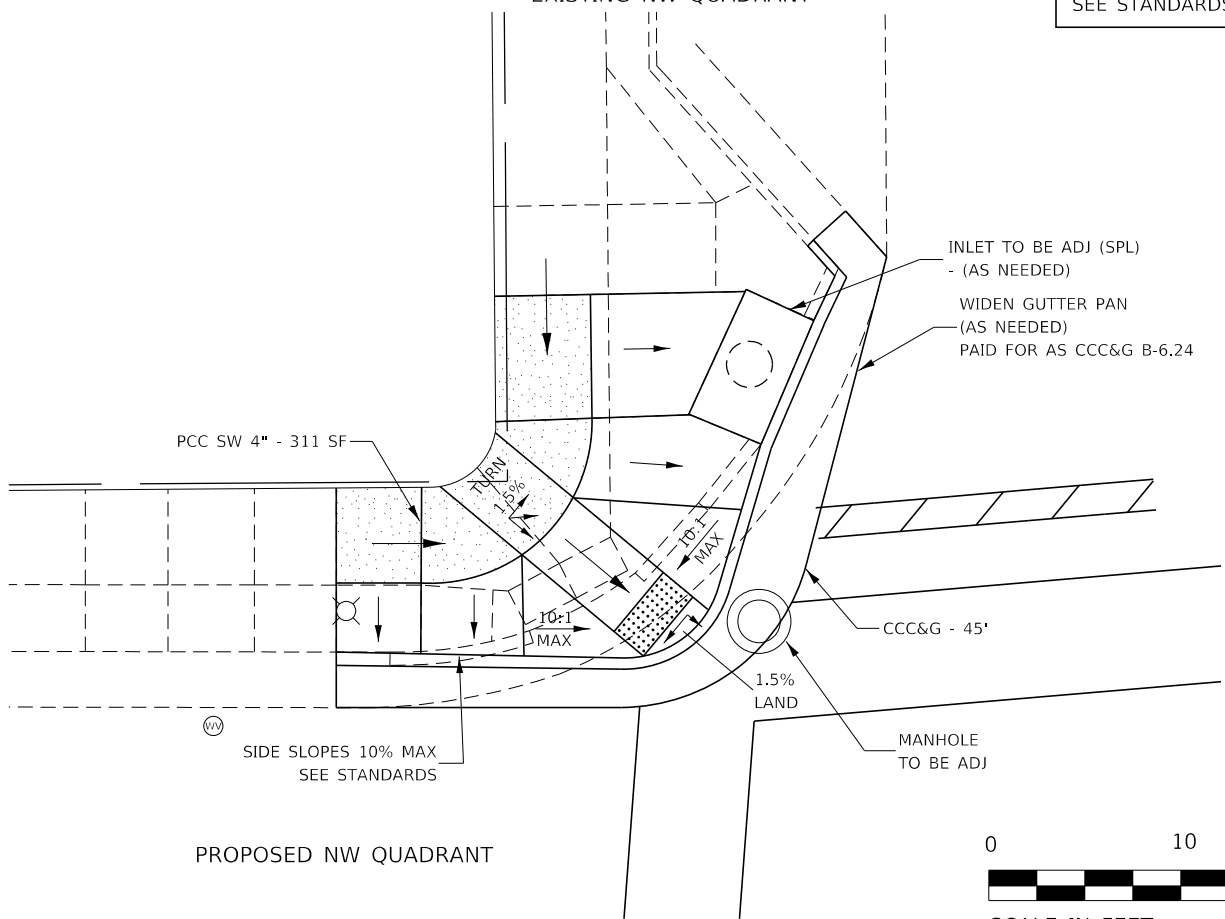 EXISTING NW QUADRANT
SEE STANDARDS
INLET TO BE ADJ (SPL)
- (AS NEEDED)
WIDEN GUTTER PAN
(AS NEEDED)
PAID FOR AS CCC&G B-6.24
PCC SW 4" - 311 SF
TURN
1.5%
10:1
MAX
10:1
MAX
CCC&G - 45'
1.5%
LAND
WV
MANHOLE
TO BE ADJ
SIDE SLOPES 10% MAX
SEE STANDARDS
PROPOSED NW QUADRANT
0 10
SCALE IN FEET